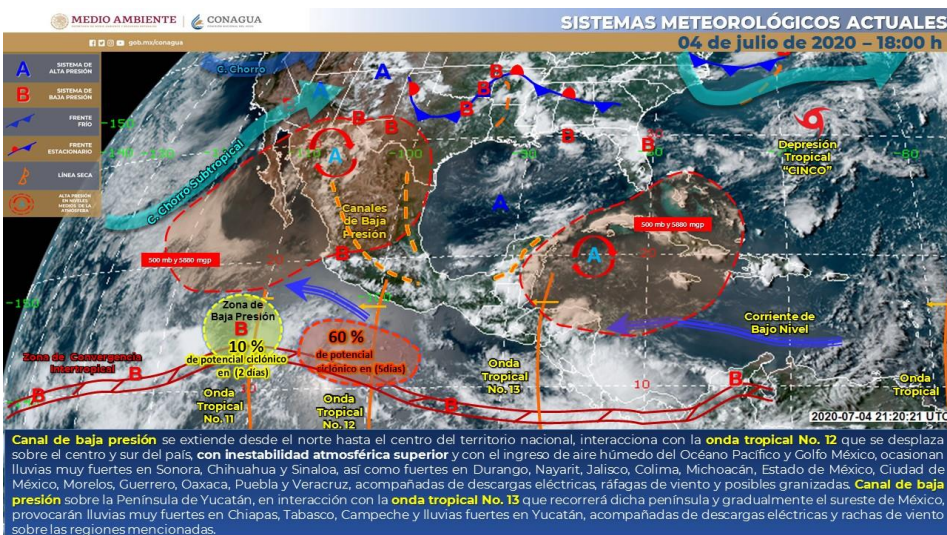 MEDIO AMBIENTE
CONAGUA
SISTEMAS METEOROLÓGICOS ACTUALES
gob.mx/conagua
04 de julio de 2020 – 18:00 h
A
SISTEMA DE
ALTA PRESIÓN
B
SISTEMA DE
BAJA PRESIÓN
FRENTE
FRÍO
FRENTE
ESTACIONARIO
LÍNEA SECA
ALTA PRESIÓN
EN NIVELES
MEDIOS DE LA
ATMOSFERA
C. Chorro
C. Chorro Subtropical
A
A
A
A
A
B
B
B
B
B
B
B
B
Depresión
Tropical
"CINCO"
Canales
de Baja
Presión
500 mb y 5880 mgp
500 mb y 5880 mgp
Zona de
Baja Presión
B
10 %
de potencial ciclónico
en (2 días)
60 %
de potencial
ciclónico en (5días)
Corriente de
Bajo Nivel
Zona de Convergencia
Intertropical
B
B
B
B
Onda
Tropical
No. 11
Onda
Tropical
No. 12
Onda
Tropical
No. 13
Onda
Tropical
10
2020-07-04 21:20:21 UTC
Canal de baja presión se extiende desde el norte hasta el centro del territorio nacional, interacciona con la onda tropical No. 12 que se desplaza
sobre el centro y sur del país, con inestabilidad atmosférica superior y con el ingreso de aire húmedo del Océano Pacífico y Golfo México, ocasionan
lluvias muy fuertes en Sonora, Chihuahua y Sinaloa, así como fuertes en Durango, Nayarit, Jalisco, Colima, Michoacán, Estado de México, Ciudad de
México, Morelos, Guerrero, Oaxaca, Puebla y Veracruz, acompañadas de descargas eléctricas, ráfagas de viento y posibles granizadas. Canal de baja
presión sobre la Península de Yucatán, en interacción con la onda tropical No. 13 que recorrerá dicha península y gradualmente el sureste de México,
provocarán lluvias muy fuertes en Chiapas, Tabasco, Campeche y lluvias fuertes en Yucatán, acompañadas de descargas eléctricas y rachas de viento
sobre las regiones mencionadas.